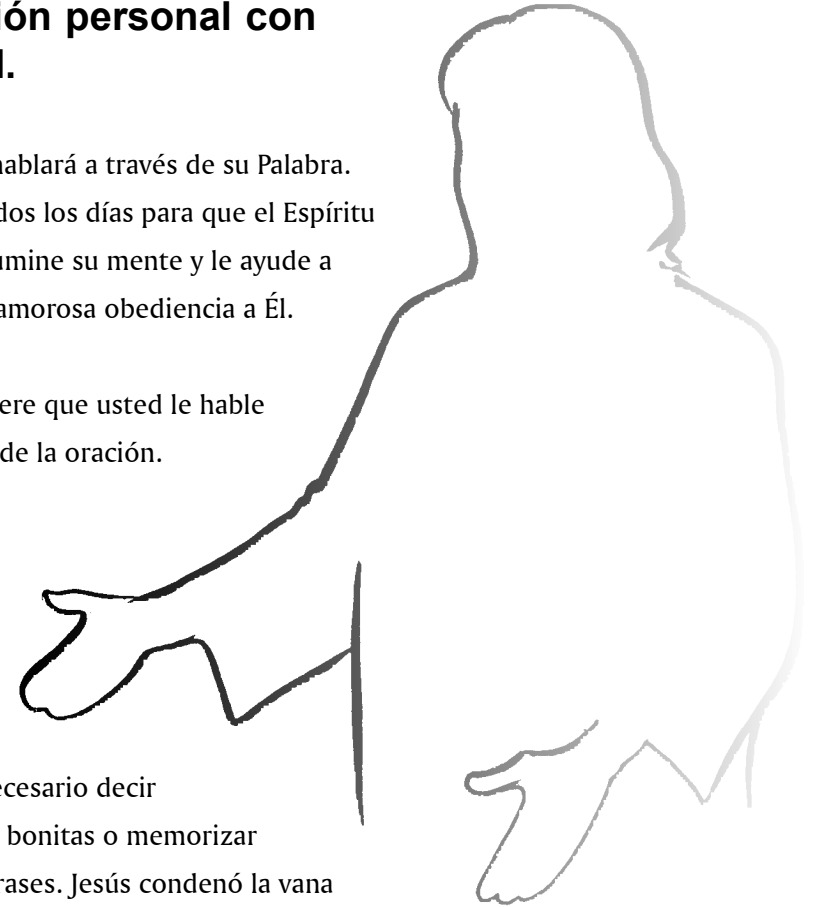 ión personal con
l.
hablará a través de su Palabra.
dos los días para que el Espíritu
umine su mente y le ayude a
amorosa obediencia a Él.
ere que usted le hable
de la oración.
ecesario decir
bonitas o memorizar
rases. Jesús condenó la vana